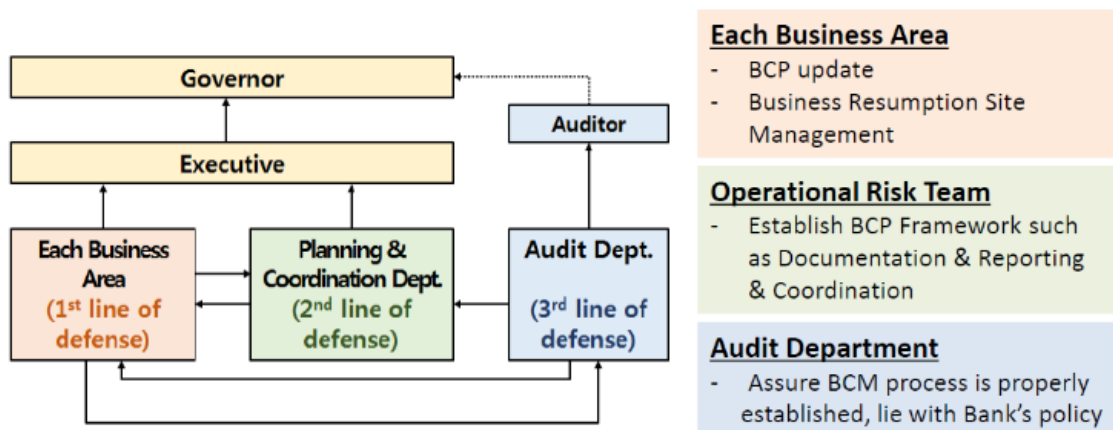 Governor
Auditor
Executive
Each Business
Area
(1st line of
defense)
Planning &
Coordination Dept.
(2nd line of
defense)
Audit Dept.
(3rd line of
defense)
Each Business Area
- BCP update
- Business Resumption Site
Management
Operational Risk Team
- Establish BCP Framework such
as Documentation & Reporting
& Coordination
Audit Department
- Assure BCM process is properly
established, lie with Bank's policy